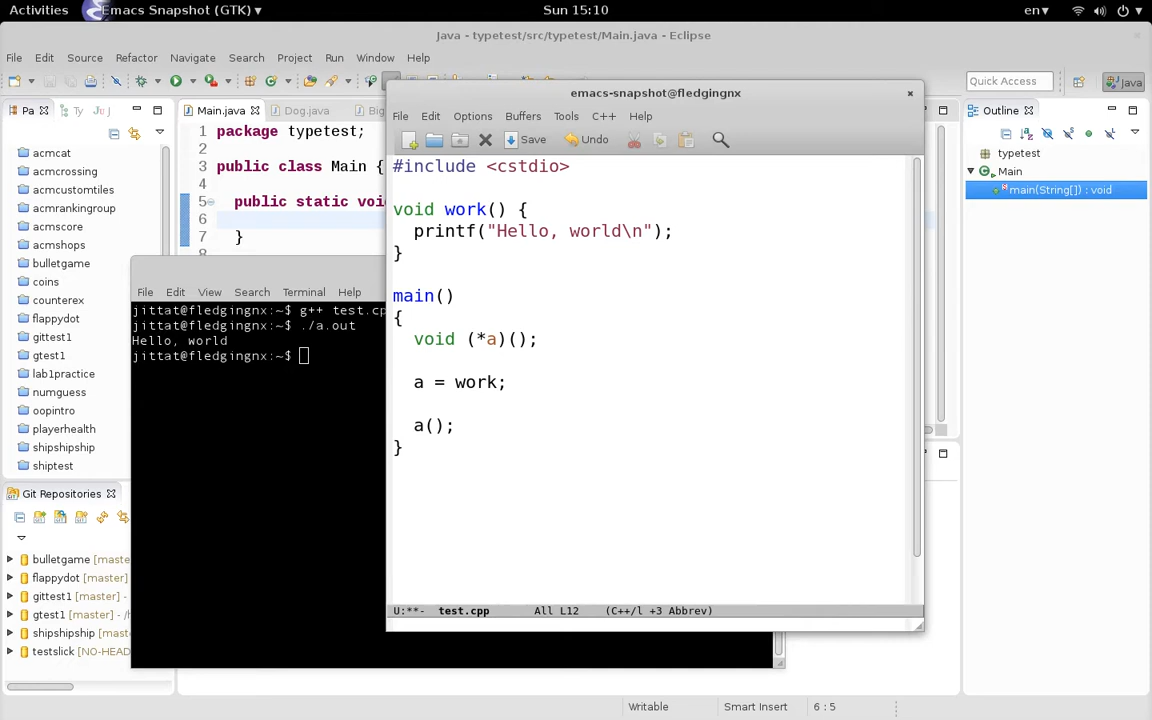 Activities
Emacs Snapshot (GTK)
Sun 15:10
en
Java - typetest/src/typetest/Main.java - Eclipse
File Edit Source Refactor Navigate Search Project Run Window Help
Quick Access
Java
Pa Ty Ju
acmcat
acmcrossing
acmcustomtiles
acmrankinggroup
acmscore
acmshops
bulletgame
coins
counterex
flappydot
gittest1
gtest1
lab1practice
numguess
oopintro
playerhealth
shipshipship
shiptest
Git Repositories
bulletgame [maste
flappydot [master]
gittest1 [master] -
gtest1 [master] - /h
shipshipship [maste
testslick [NO-HEAD
Main.java Dog.java Big
1 package typetest;
2
3 public class Main {
4
5 public static voi
6
7 }
8
File Edit View Search Terminal Help
jittat@fledgingnx:~$ g++ test.cp
jittat@fledgingnx:~$ ./a.out
Hello, world
jittat@fledgingnx:~$
emacs-snapshot@fledgingnx
File Edit Options Buffers Tools C++ Help
Save Undo
#include <cstdio>
void work() {
printf("Hello, world\n");
}
main()
{
void (*a)();
a = work;
a();
}
U:**- test.cpp All L12 (C++/l +3 Abbrev)
Outline
typetest
Main
main(String[]) : void
Writable
Smart Insert
6 : 5